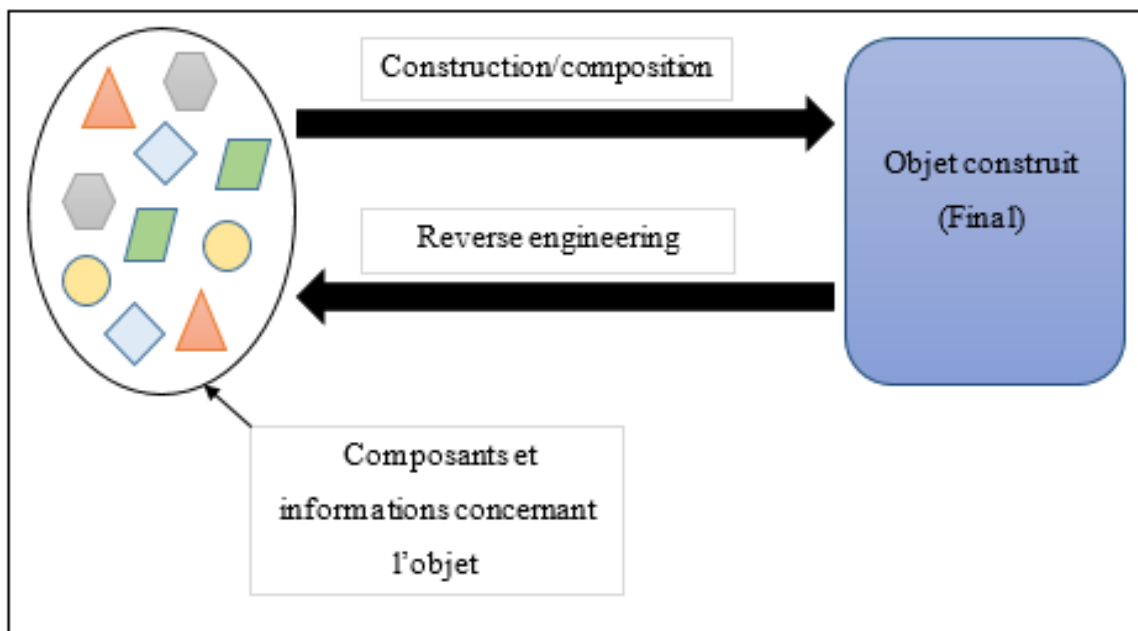 Construction/composition
Objet construit
(Final)
Reverse engineering
Composants et
informations concernant
l’objet